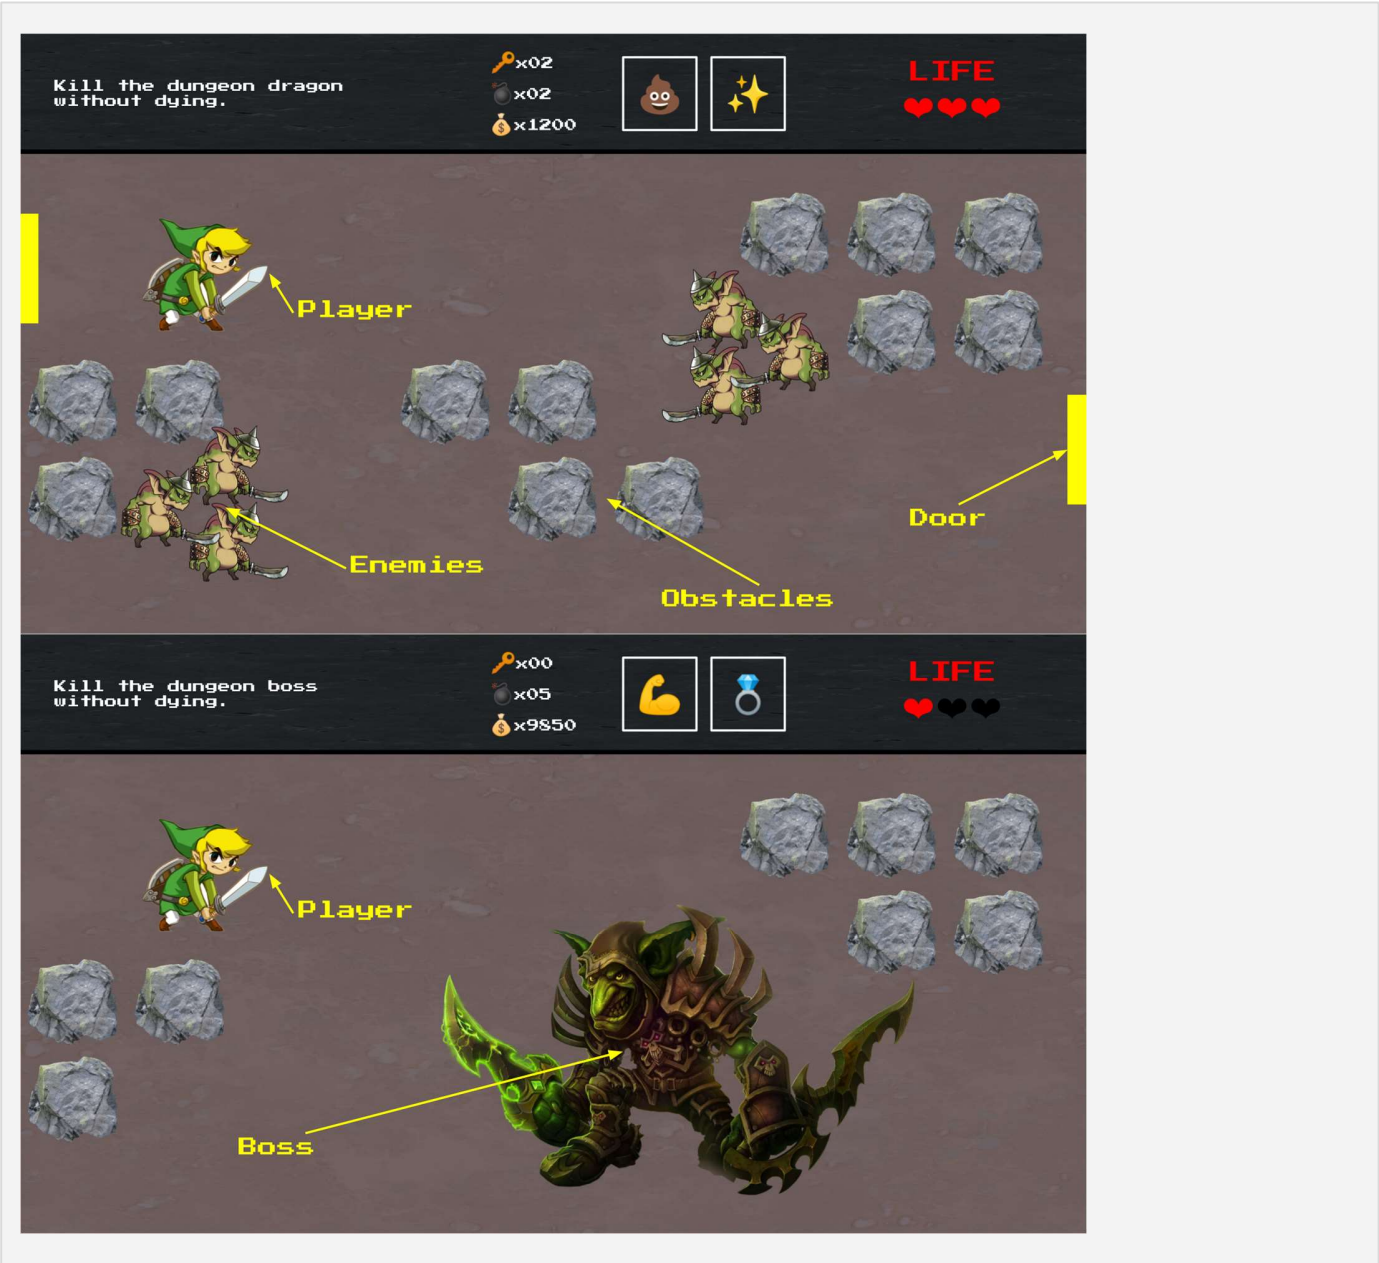 Kill the dungeon dragon
without dying.
x02
x02
x1200
LIFE
Player
Enemies
Obstacles
Door
Kill the dungeon boss
without dying.
x00
x05
x9850
LIFE
Player
Boss